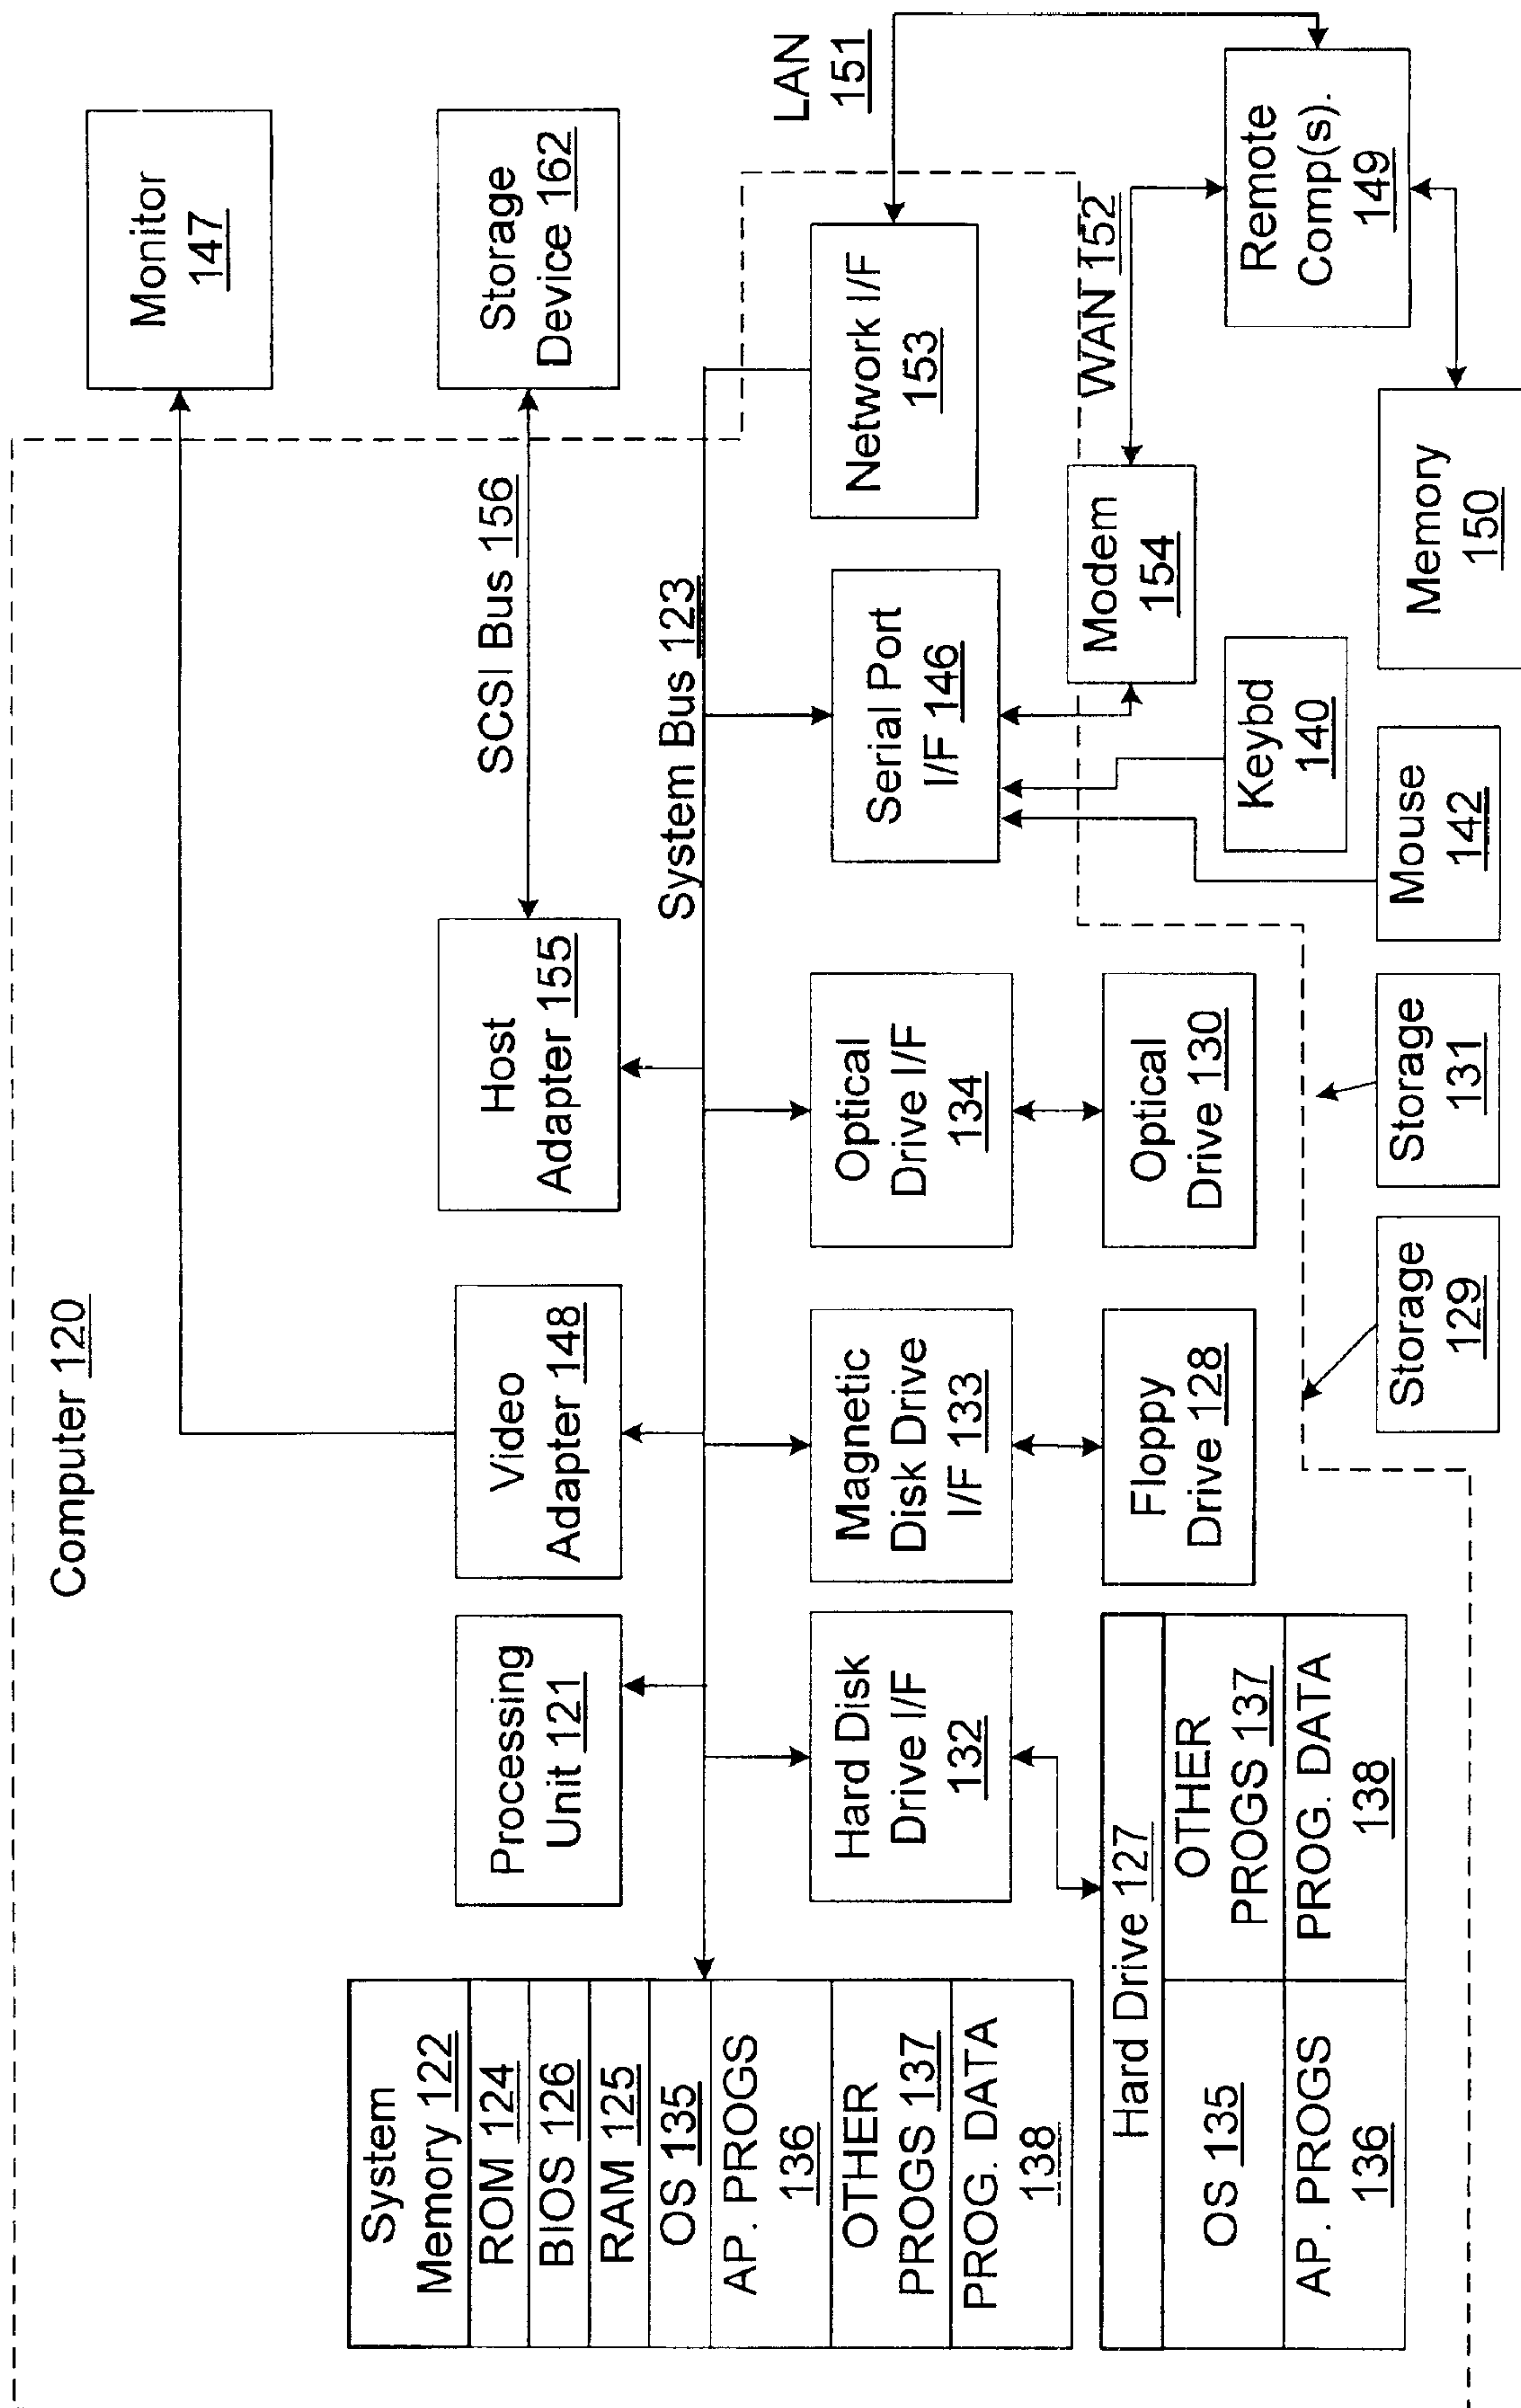 Computer 120
System
Memory 122
ROM 124
BIOS 126
RAM 125
OS 135
AP. PROGS
136
OTHER
PROGS 137
PROG. DATA
138
Processing
Unit 121
Video
Adapter 148
Host
Adapter 155
SCSI Bus 156
Monitor
147
Storage
Device 162
System Bus 123
Hard Disk
Drive I/F
132
Magnetic
Disk Drive
I/F 133
Optical
Drive I/F
134
Serial Port
I/F 146
Network I/F
153
LAN
151
Hard Drive 127
OS 135
OTHER
PROGS 137
AP. PROGS
136
PROG. DATA
138
Floppy
Drive 128
Optical
Drive 130
Modem
154
WAN 152
Keybd
140
Remote
Comp(s).
149
Storage
129
Storage
131
Mouse
142
Memory
150